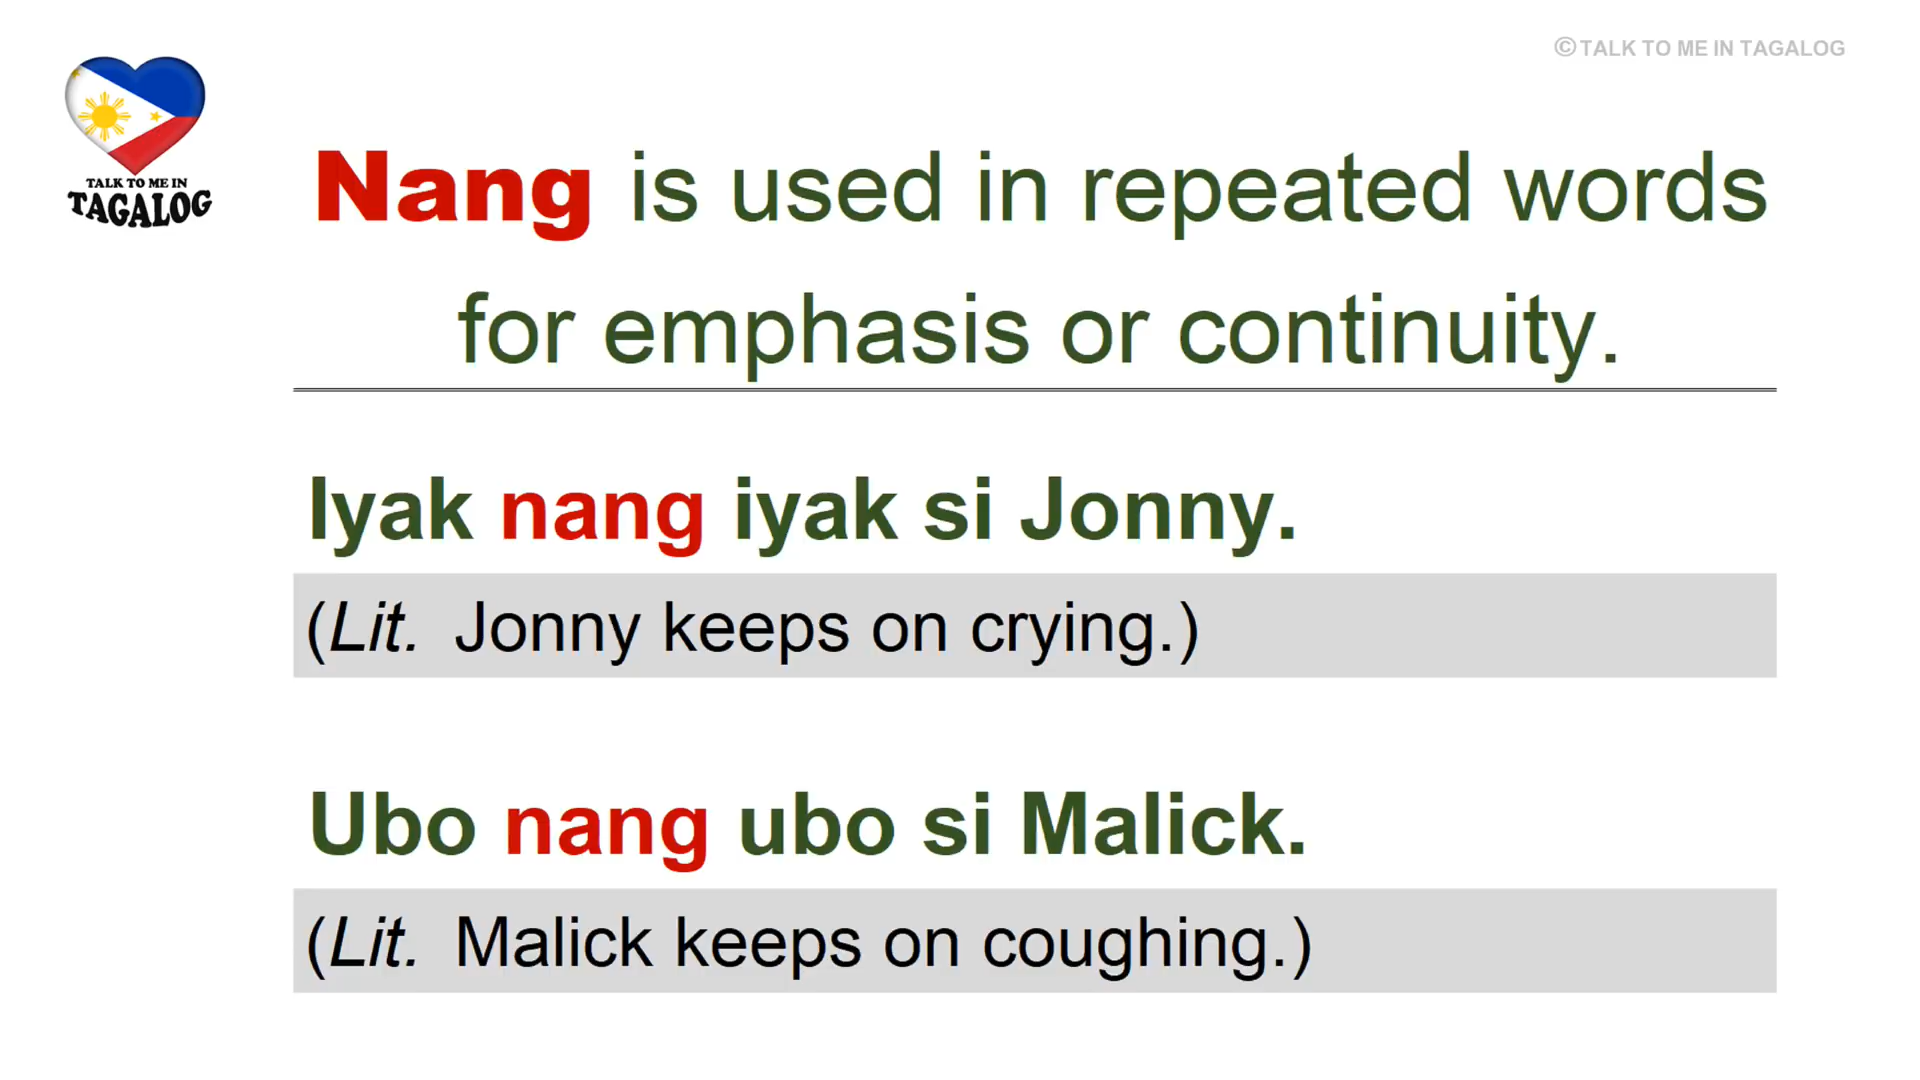 © TALK TO ME IN TAGALOG
TALK TO ME IN
TAGALOG
Nang is used in repeated words
for emphasis or continuity.
Iyak nang iyak si Jonny.
(Lit. Jonny keeps on crying.)
Ubo nang ubo si Malick.
(Lit. Malick keeps on coughing.)